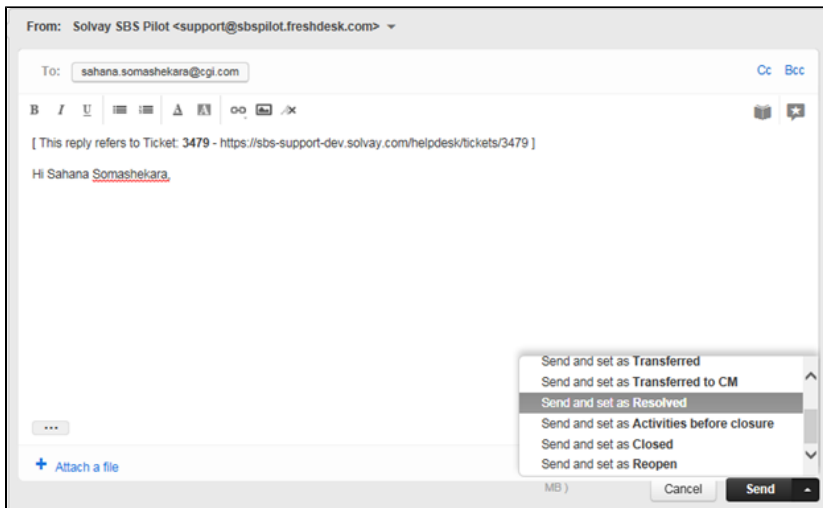 From: Solvay SBS Pilot <support@sbspilot.freshdesk.com>
To: sahana.somashekara@cgi.com Cc Bcc
B I U A A
[ This reply refers to Ticket: 3479 - https://sbs-support-dev.solvay.com/helpdesk/tickets/3479 ]
Hi Sahana Somashekara,
Send and set as Transferred
Send and set as Transferred to CM
Send and set as Resolved
Send and set as Activities before closure
Send and set as Closed
Send and set as Reopen
+ Attach a file
MB )
Cancel Send